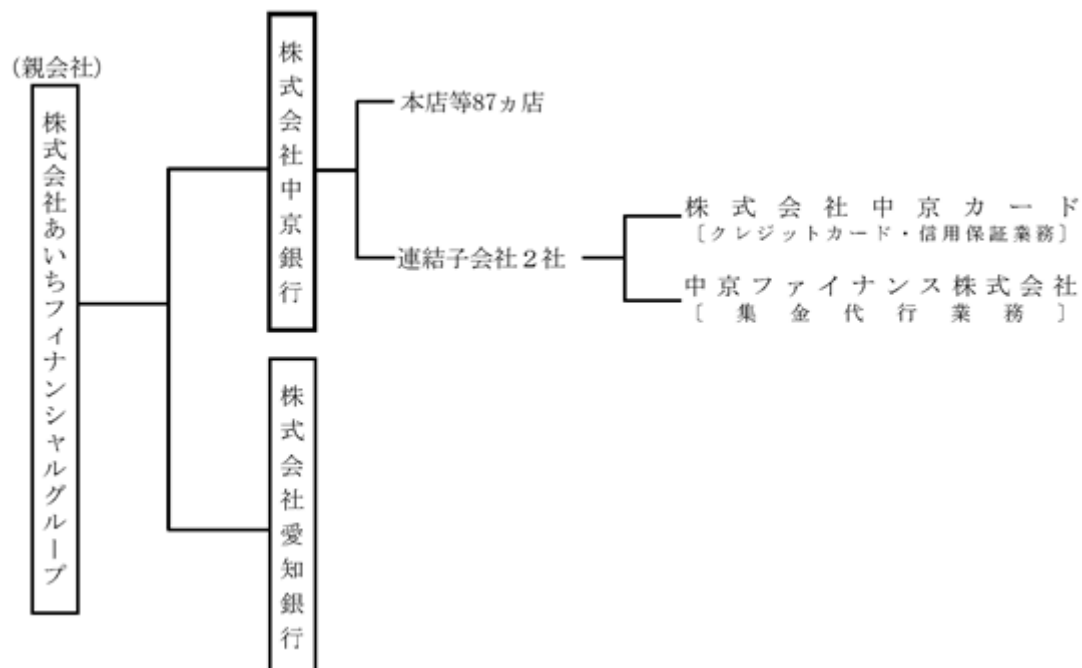 (親会社)
株式会社あいちフィナンシャルグループ
株式会社中京銀行
本店等87ヵ店
連結子会社2社
株式会社中京カード
〔クレジットカード・信用保証業務〕
中京ファイナンス株式会社
〔集金代行業務〕
株式会社愛知銀行